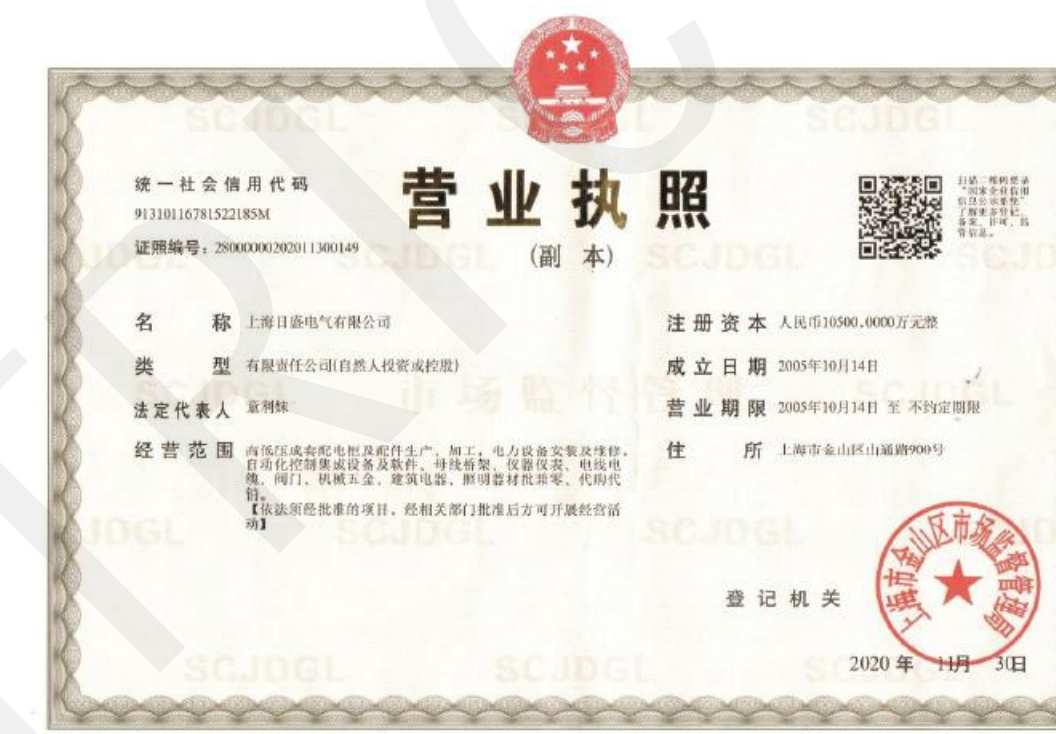 统一社会信用代码
91310116781522185M
证照编号：28000000202011300149
营业执照
(副 本)
扫描二维码登录
“国家企业信用
信息公示系统”
了解更多登记、
备案、许可、监
管信息。
名 称 上海日盛电气有限公司
类 型 有限责任公司(自然人投资或控股)
法定代表人 童利妹
经营范围 高低压成套配电柜及配件生产、加工，电力设备安装及维修，
自动化控制集成设备及软件、母线桥架、仪器仪表、电线电
缆、阀门、机械五金、建筑电器、照明器材批兼零、代购代
销。
【依法须经批准的项目，经相关部门批准后方可开展经营活
动】
注册资本 人民币10500.0000万元整
成立日期 2005年10月14日
营业期限 2005年10月14日 至 不约定期限
住 所 上海市金山区山通路900号
登记机关
上海市金山区市场监督管理局
2020 年 11月 30日
SCJDGL
市场监督管理
TRIC